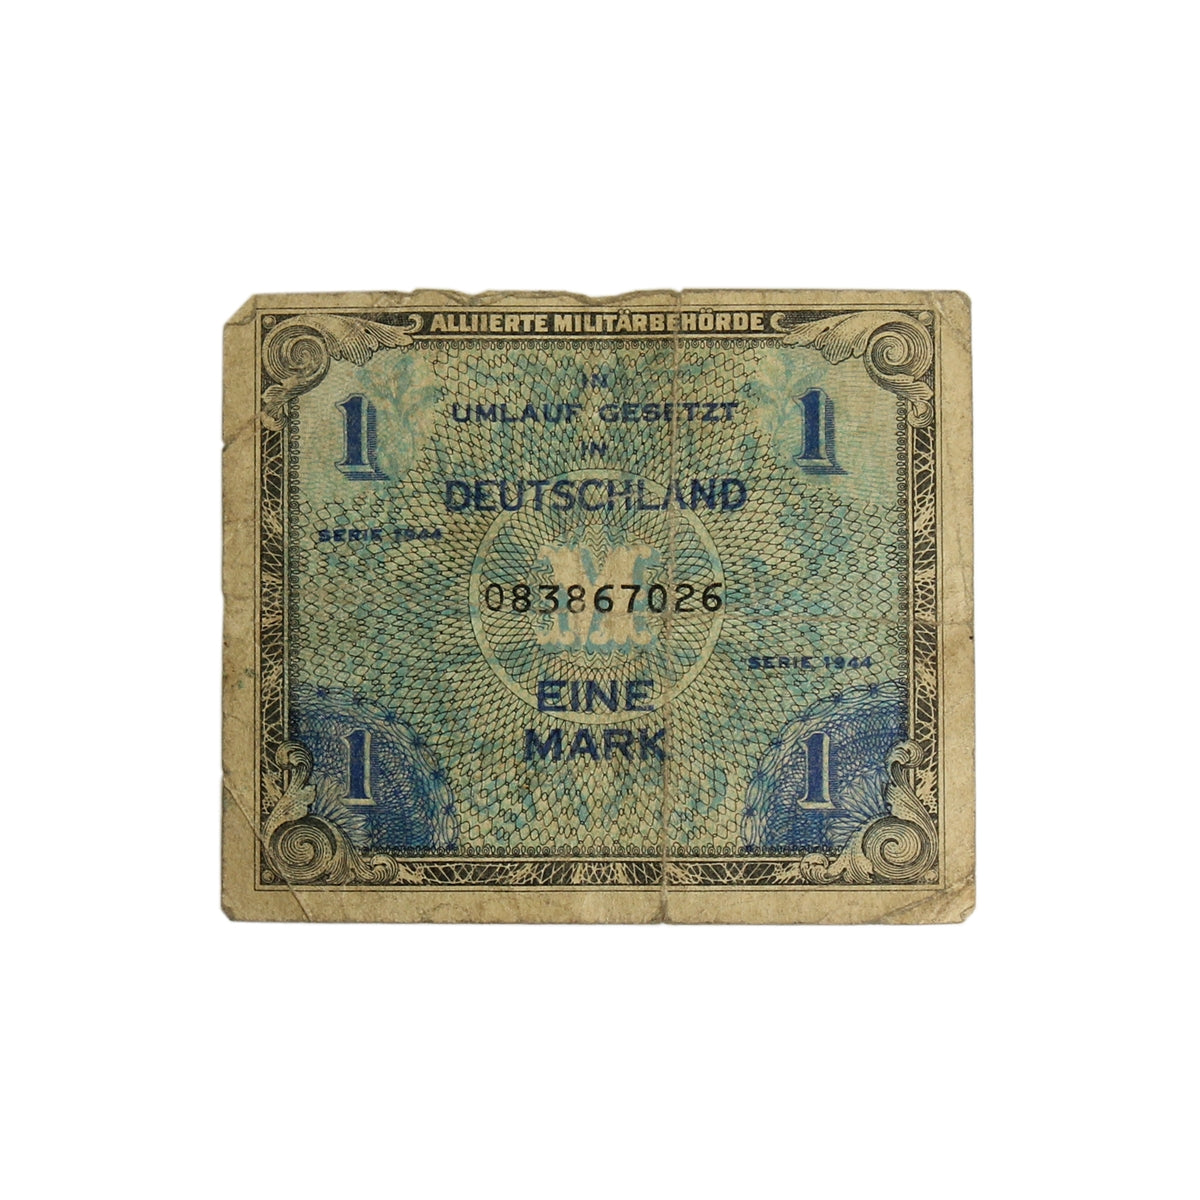 ALLIIERTE MILITÄRBEHÖRDE
IN
1 UMLAUF GESETZT 1
IN
DEUTSCHLAND
SERIE 1944
M
083867026
SERIE 1944
EINE
1 MARK 1